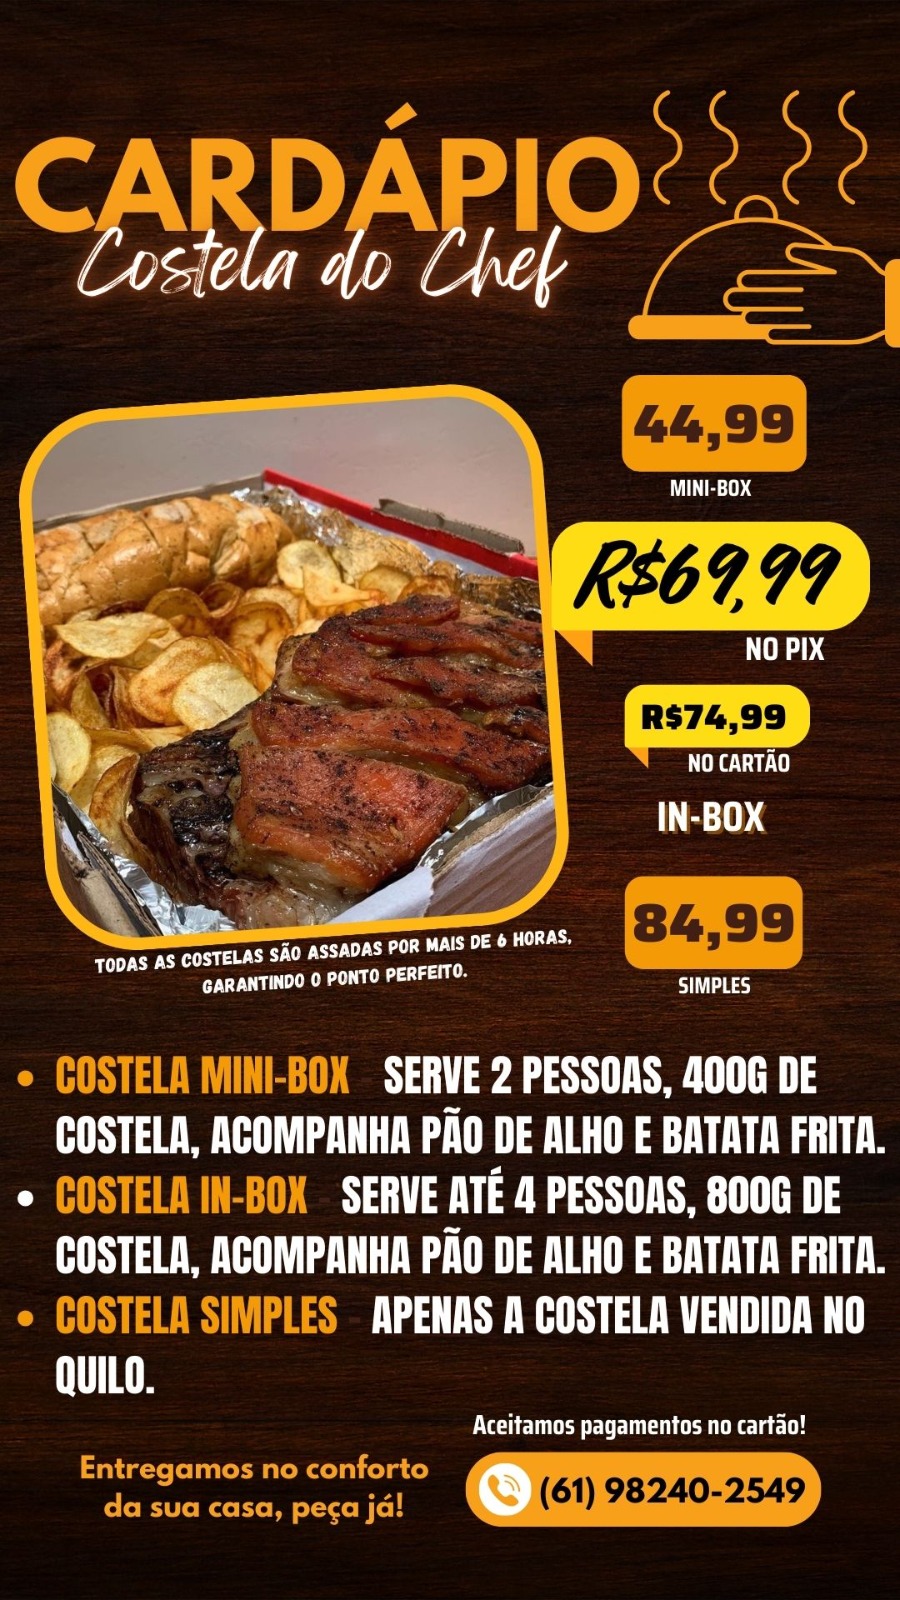 CARDÁPIO
Costela do Chef
44,99
MINI-BOX
R$69,99
NO PIX
R$74,99
NO CARTÃO
IN-BOX
84,99
SIMPLES
TODAS AS COSTELAS SÃO ASSADAS POR MAIS DE 6 HORAS,
GARANTINDO O PONTO PERFEITO.
• COSTELA MINI-BOX SERVE 2 PESSOAS, 400G DE
COSTELA, ACOMPANHA PÃO DE ALHO E BATATA FRITA.
• COSTELA IN-BOX SERVE ATÉ 4 PESSOAS, 800G DE
COSTELA, ACOMPANHA PÃO DE ALHO E BATATA FRITA.
• COSTELA SIMPLES APENAS A COSTELA VENDIDA NO
QUILO.
Aceitamos pagamentos no cartão!
Entregamos no conforto
da sua casa, peça já!
(61) 98240-2549